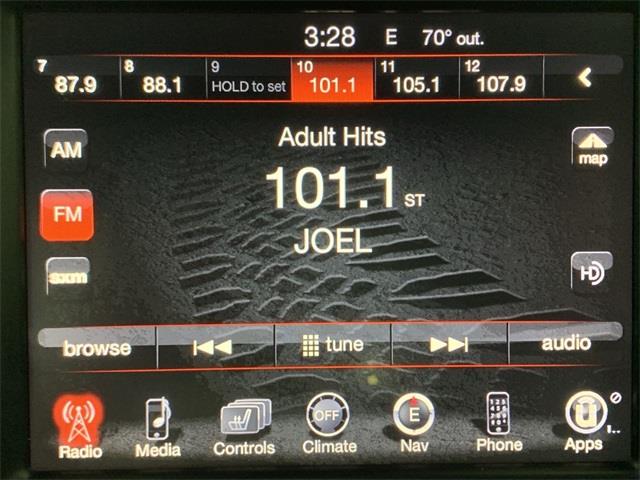 3:28 E 70° out.
7 87.9 8 88.1 9 HOLD to set 10 101.1 11 105.1 12 107.9
AM
Adult Hits
map
FM
101.1 ST
JOEL
sxm
HD
browse tune audio
OFF E
Radio Media Controls Climate Nav Phone Apps